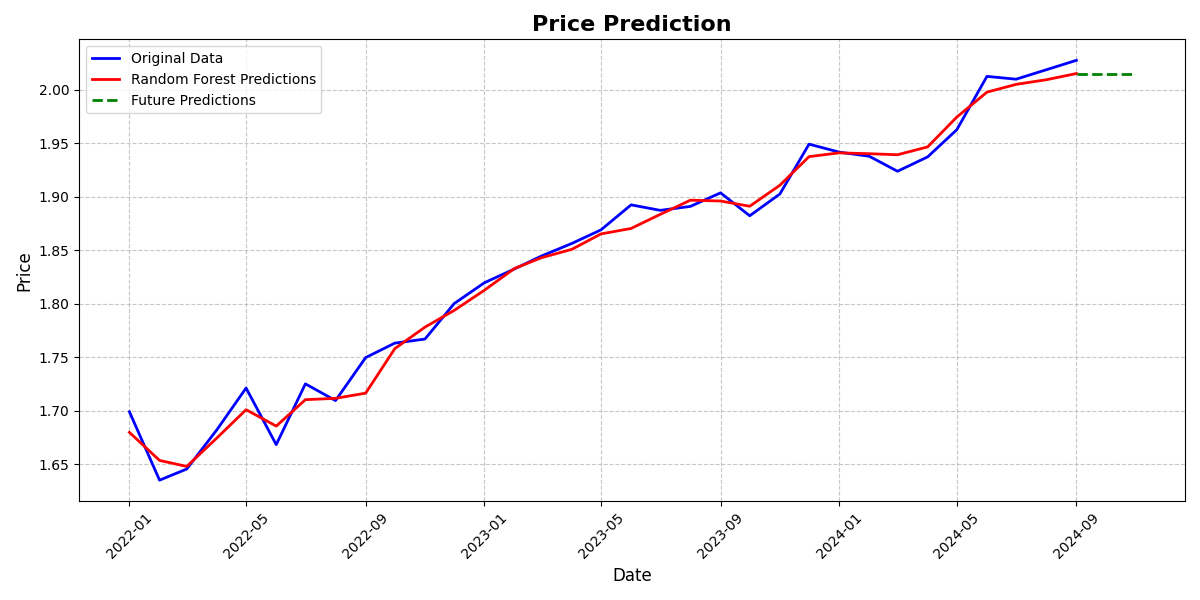 Price Prediction
Original Data
Random Forest Predictions
Future Predictions
Price
2.00
1.95
1.90
1.85
1.80
1.75
1.70
1.65
2022-01
2022-05
2022-09
2023-01
2023-05
2023-09
2024-01
2024-05
2024-09
Date